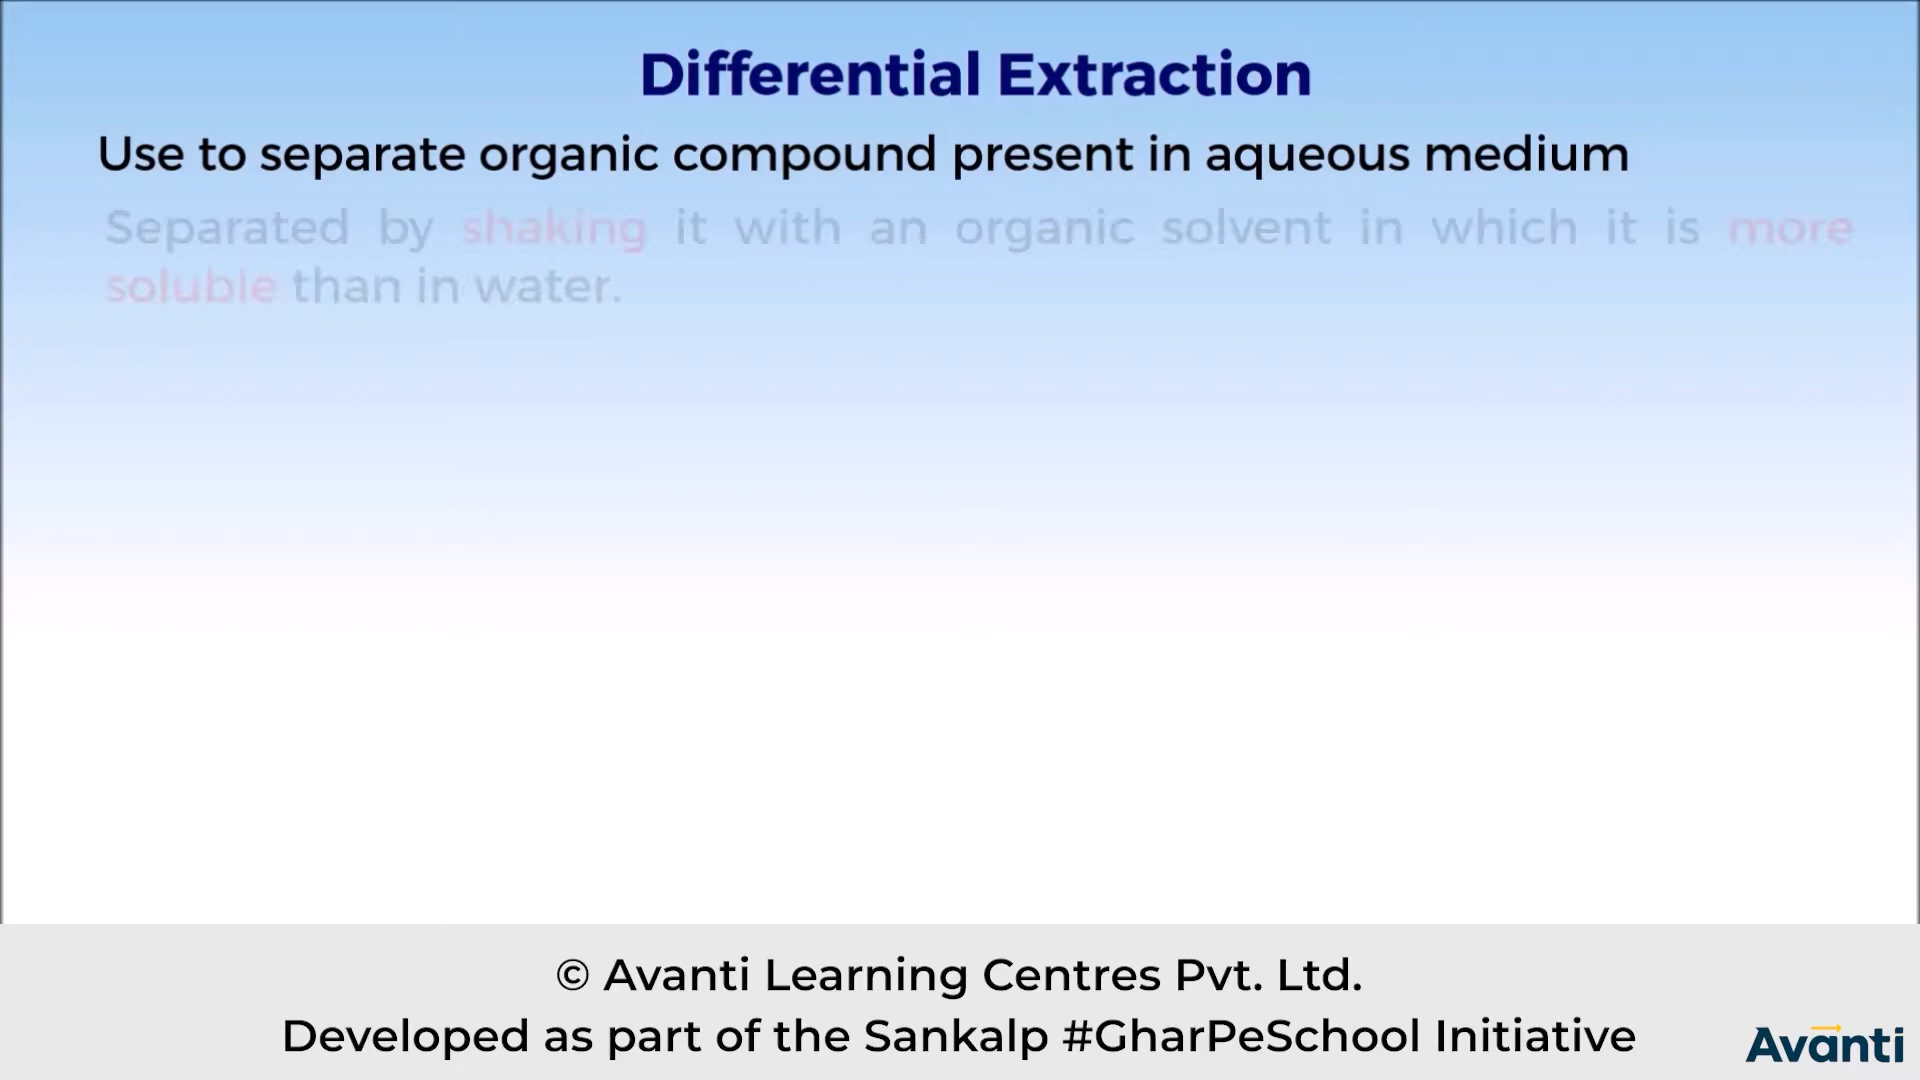 Differential Extraction
Use to separate organic compound present in aqueous medium
Separated by shaking it with an organic solvent in which it is more
soluble than in water.
© Avanti Learning Centres Pvt. Ltd.
Developed as part of the Sankalp #GharPeSchool Initiative
Avanti